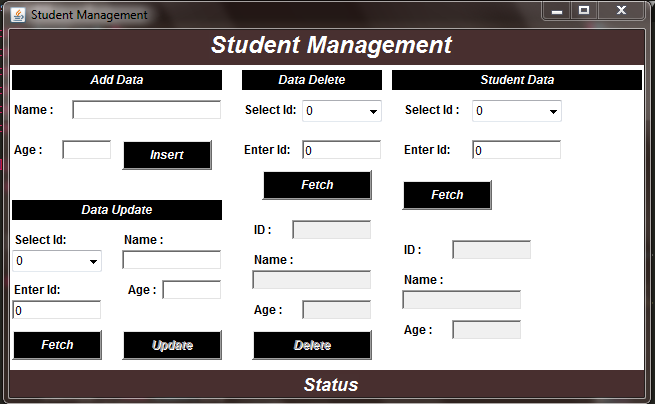 Student Management
Student Management
Add Data
Name :
Age :
Insert
Data Update
Select Id:
Name :
0
Enter Id:
Age :
0
Fetch
Update
Data Delete
Select Id:
0
Enter Id:
0
Fetch
ID :
Name :
Age :
Delete
Student Data
Select Id :
0
Enter Id:
0
Fetch
ID :
Name :
Age :
Status